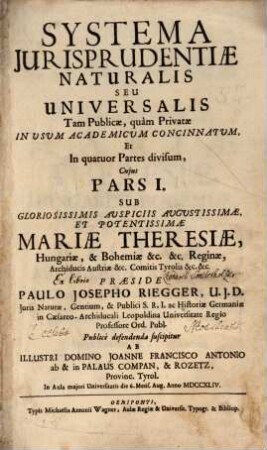 SYSTEMA
JURISPRUDENTIÆ
NATURALIS
SEU
UNIVERSALIS
Tam Publicæ, quàm Privatæ
IN USUM ACADEMICUM CONCINNATUM,
Et
In quatuor Partes divisum,
Cujus
PARS I.
SUB
GLORIOSISSIMIS AUSPICIIS AUGUSTISSIMÆ,
ET POTENTISSIMÆ
MARIÆ THERESIÆ,
Hungariæ, & Bohemiæ &c. &c. Reginæ,
Archiducis Austriæ &c. Comitis Tyrolis &c. &c.
Ex libris
PRÆSIDE
PAULO JOSEPHO RIEGGER, U.J.D.
Juris Naturæ, Gentium, & Publici S. R. I. ac Historiæ Germaniæ
in Cæsareo-Archiducali Leopoldina Universitate Regio
Professore Ord. Publ.
Publicè defendenda suscipitur
AB
ILLUSTRI DOMINO JOANNE FRANCISCO ANTONIO
ab & in PALAUS COMPAN, & ROZETZ,
Provinc. Tyrol.
In Aula majori Universitatis die 6. Mens. Aug. Anno MDCCXLIV.
OENIPONTI,
Typis Michaëlis Antonii Wagner, Aulæ Regiæ & Universit. Typogr. & Bibliop.